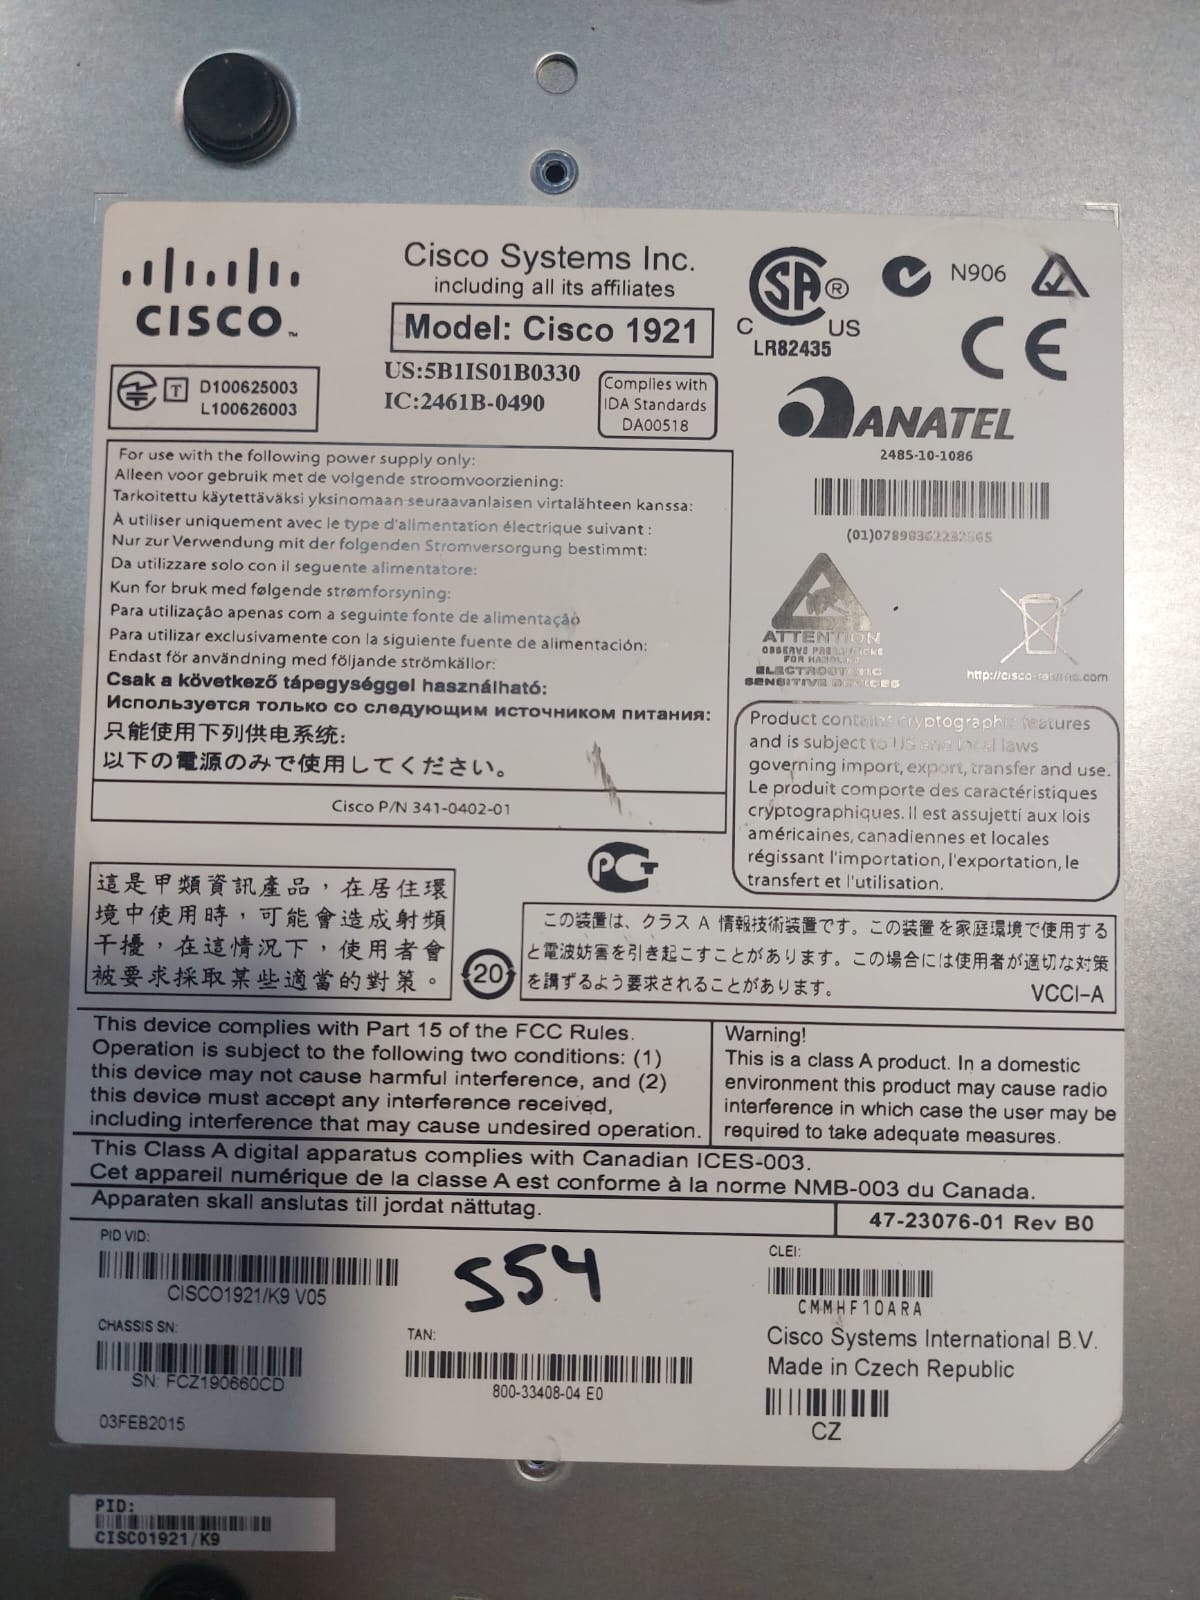 CISCO™
Cisco Systems Inc.
including all its affiliates
Model: Cisco 1921
US:5B1IS01B0330
IC:2461B-0490
Complies with
IDA Standards
DA00518
T
D100625003
L100626003
SA®
C US
LR82435
N906
CE
ANATEL
2485-10-1086
For use with the following power supply only:
Alleen voor gebruik met de volgende stroomvoorziening:
Tarkoitettu käytettäväksi yksinomaan seuraavanlaisen virtalähteen kanssa:
À utiliser uniquement avec le type d'alimentation électrique suivant :
Nur zur Verwendung mit der folgenden Stromversorgung bestimmt:
Da utilizzare solo con il seguente alimentatore:
Kun for bruk med følgende strømforsyning:
Para utilização apenas com a seguinte fonte de alimentação
Para utilizar exclusivamente con la siguiente fuente de alimentación:
Endast för användning med följande strömkällor:
Csak a következő tápegységgel használható:
Используется только со следующим источником питания:
只能使用下列供电系统:
以下の電源のみで使用してください。
Cisco P/N 341-0402-01
ATTENTION
OBSERVE PRECAUTIONS
FOR HANDLING
ELECTROSTATIC
SENSITIVE DEVICES
http://cisco-returns.com
Product contains cryptographic features
and is subject to US and local laws
governing import, export, transfer and use.
Le produit comporte des caractéristiques
cryptographiques. Il est assujetti aux lois
américaines, canadiennes et locales
régissant l'importation, l'exportation, le
transfert et l'utilisation.
這是甲類資訊產品，在居住環
境中使用時，可能會造成射頻
干擾，在這情況下，使用者會
被要求採取某些適當的對策。
20
この装置は、クラス A 情報技術装置です。この装置を家庭環境で使用する
と電波妨害を引き起こすことがあります。この場合には使用者が適切な対策
を講ずるよう要求されることがあります。
VCCI-A
This device complies with Part 15 of the FCC Rules.
Operation is subject to the following two conditions: (1)
this device may not cause harmful interference, and (2)
this device must accept any interference received,
including interference that may cause undesired operation.
Warning!
This is a class A product. In a domestic
environment this product may cause radio
interference in which case the user may be
required to take adequate measures.
This Class A digital apparatus complies with Canadian ICES-003.
Cet appareil numérique de la classe A est conforme à la norme NMB-003 du Canada.
Apparaten skall anslutas till jordat nättutag.
47-23076-01 Rev B0
PID VID:
CISCO1921/K9 V05
554
CLEI:
CMMHF10ARA
CHASSIS SN:
SN: FCZ190660CD
TAN:
800-33408-04 E0
Cisco Systems International B.V.
Made in Czech Republic
CZ
03FEB2015
PID:
CISCO1921/K9